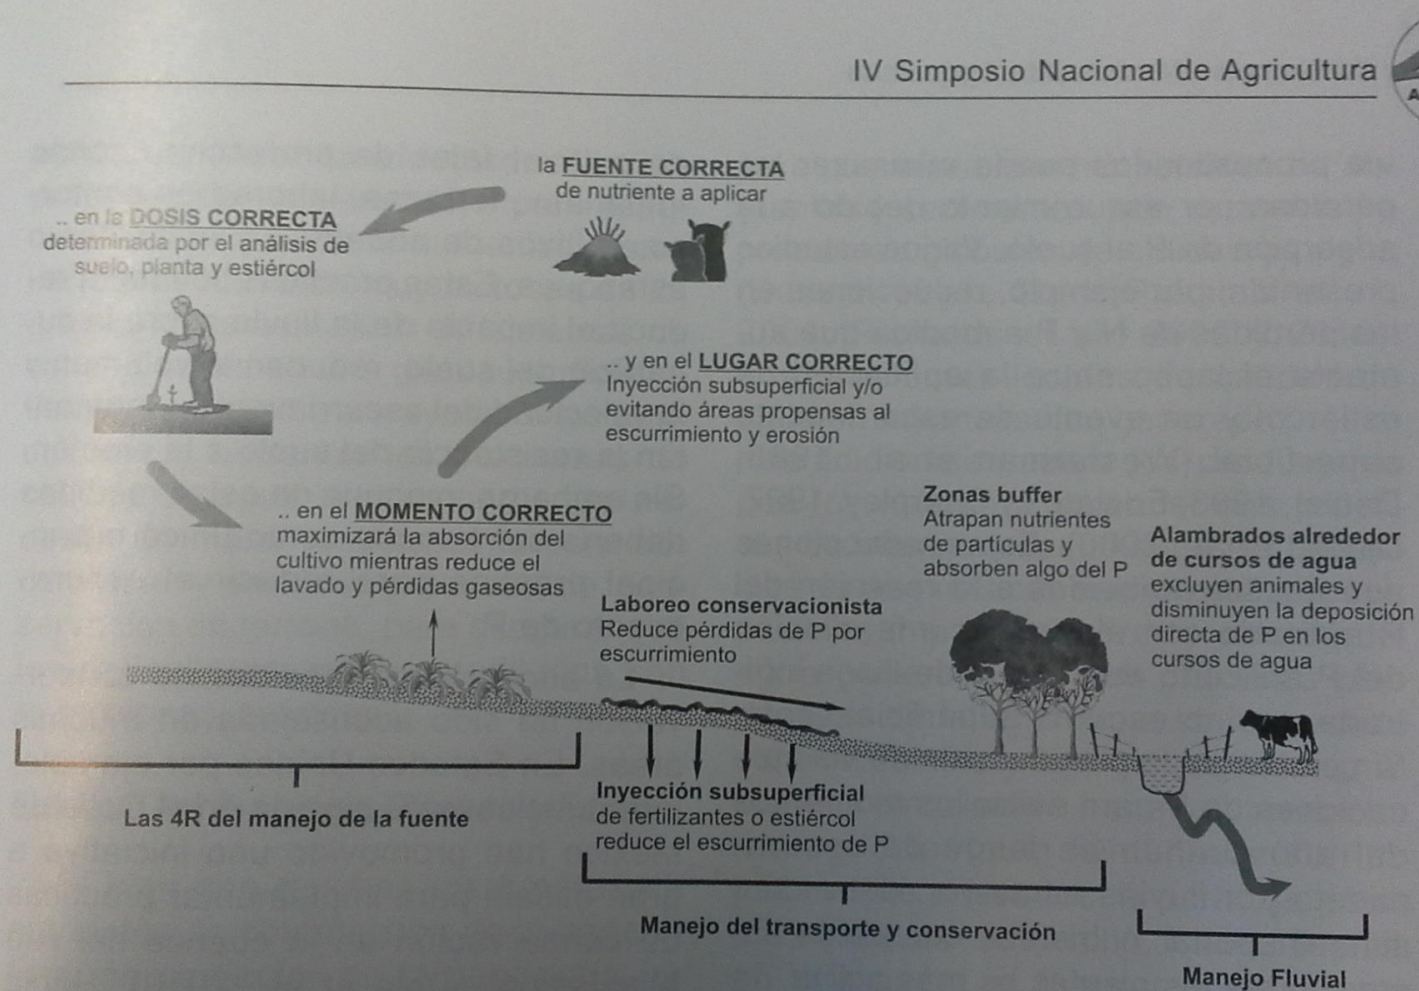 IV Simposio Nacional de Agricultura
la FUENTE CORRECTA
de nutriente a aplicar
.. en la DOSIS CORRECTA
determinada por el análisis de
suelo, planta y estiércol
.. y en el LUGAR CORRECTO
Inyección subsuperficial y/o
evitando áreas propensas al
escurrimiento y erosión
.. en el MOMENTO CORRECTO
maximizará la absorción del
cultivo mientras reduce el
lavado y pérdidas gaseosas
Laboreo conservacionista
Reduce pérdidas de P por
escurrimiento
Zonas buffer
Atrapan nutrientes
de partículas y
absorben algo del P
Alambrados alrededor
de cursos de agua
excluyen animales y
disminuyen la deposición
directa de P en los
cursos de agua
Las 4R del manejo de la fuente
Inyección subsuperficial
de fertilizantes o estiércol
reduce el escurrimiento de P
Manejo del transporte y conservación
Manejo Fluvial